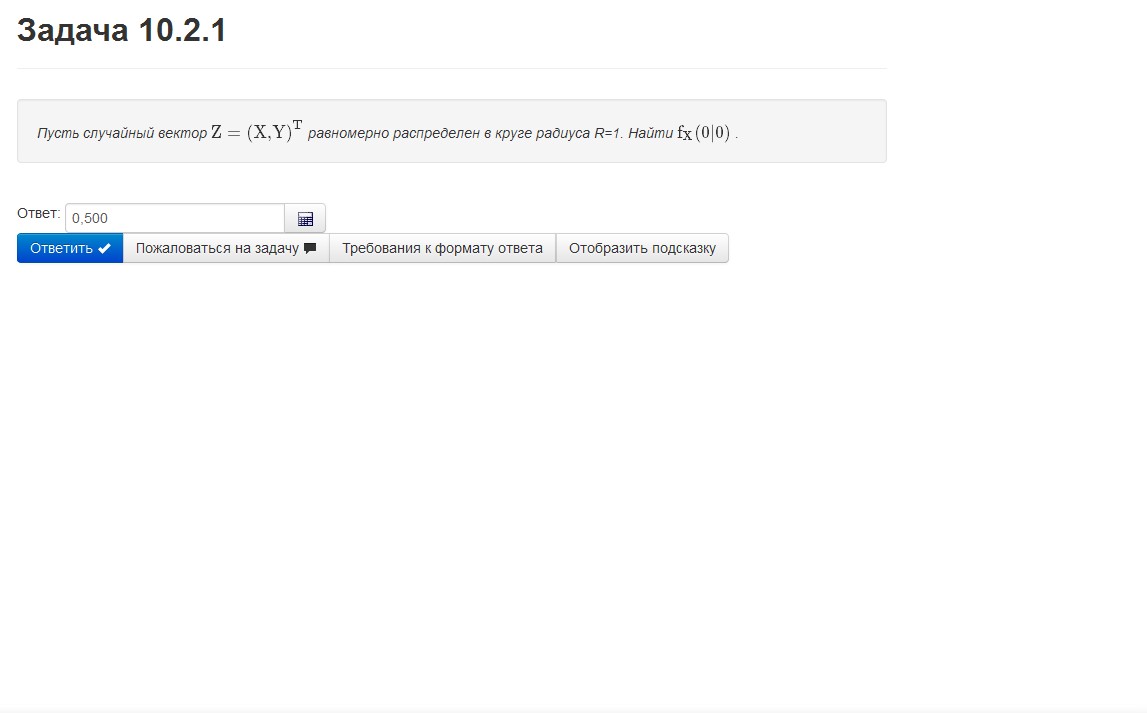 Задача 10.2.1
Пусть случайный вектор Z = (X,Y)ᵀ равномерно распределен в круге радиуса R=1. Найти f_X(0|0) .
Ответ: 0,500
Ответить Пожаловаться на задачу Требования к формату ответа Отобразить подсказку